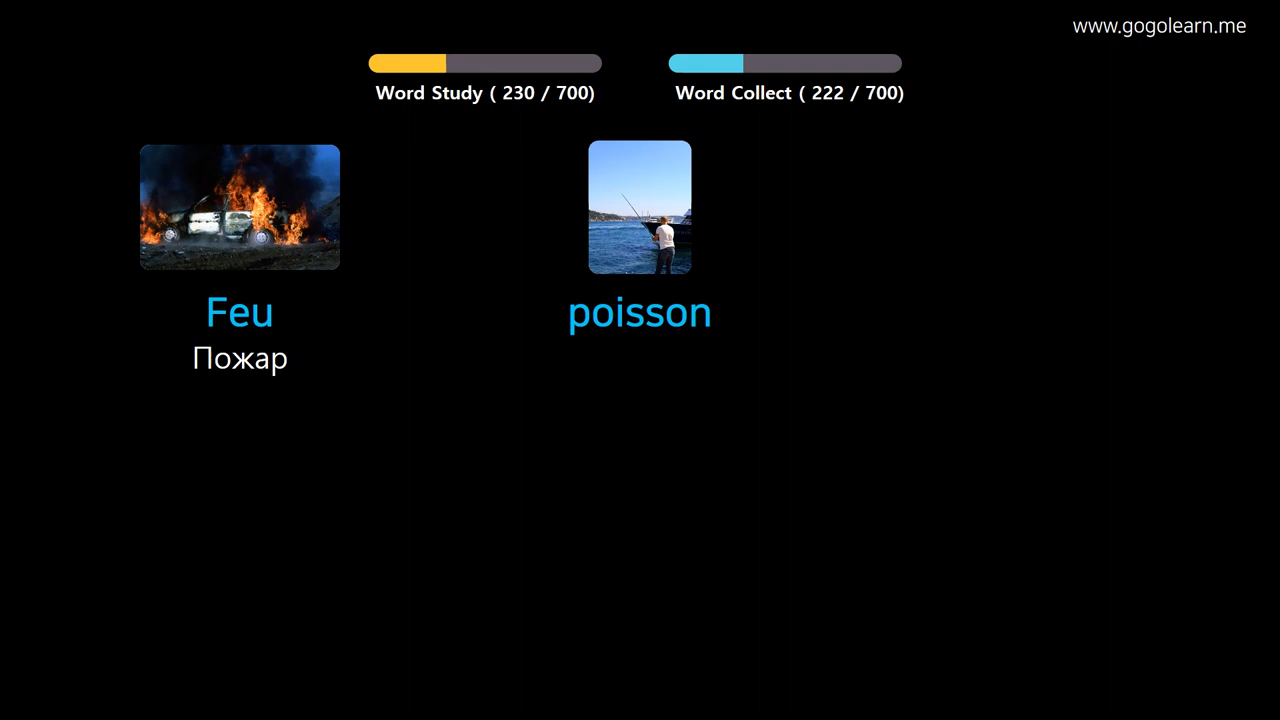 www.gogolearn.me
Word Study ( 230 / 700)
Word Collect ( 222 / 700)
Feu
Пожар
poisson